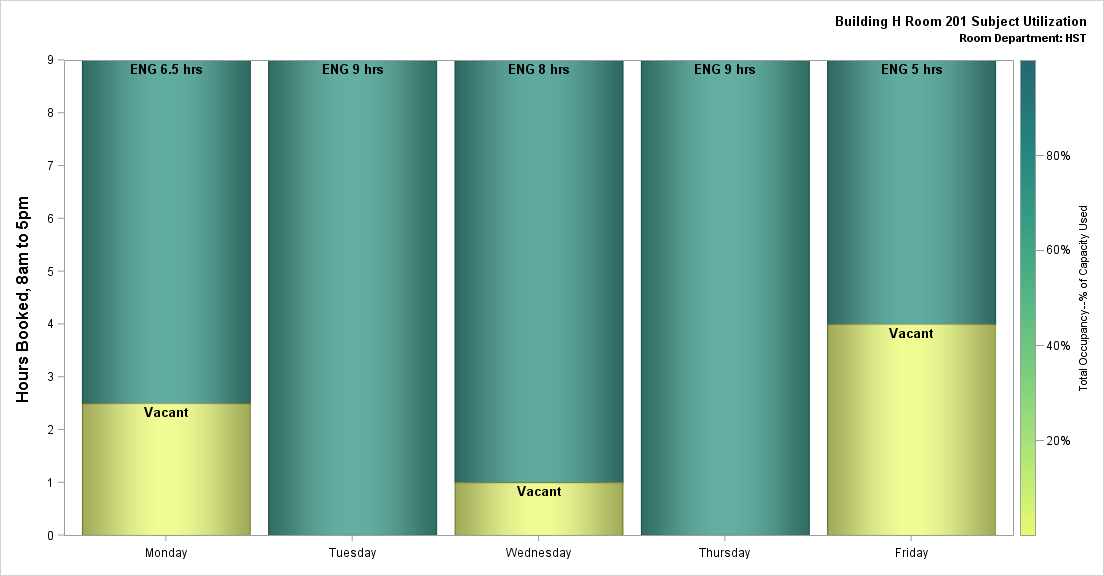 Building H Room 201 Subject Utilization
Room Department: HST
Hours Booked, 8am to 5pm
9
8
7
6
5
4
3
2
1
0
ENG 6.5 hrs
ENG 9 hrs
ENG 8 hrs
ENG 9 hrs
ENG 5 hrs
Vacant
Vacant
Vacant
Monday
Tuesday
Wednesday
Thursday
Friday
80%
60%
40%
20%
Total Occupancy--% of Capacity Used